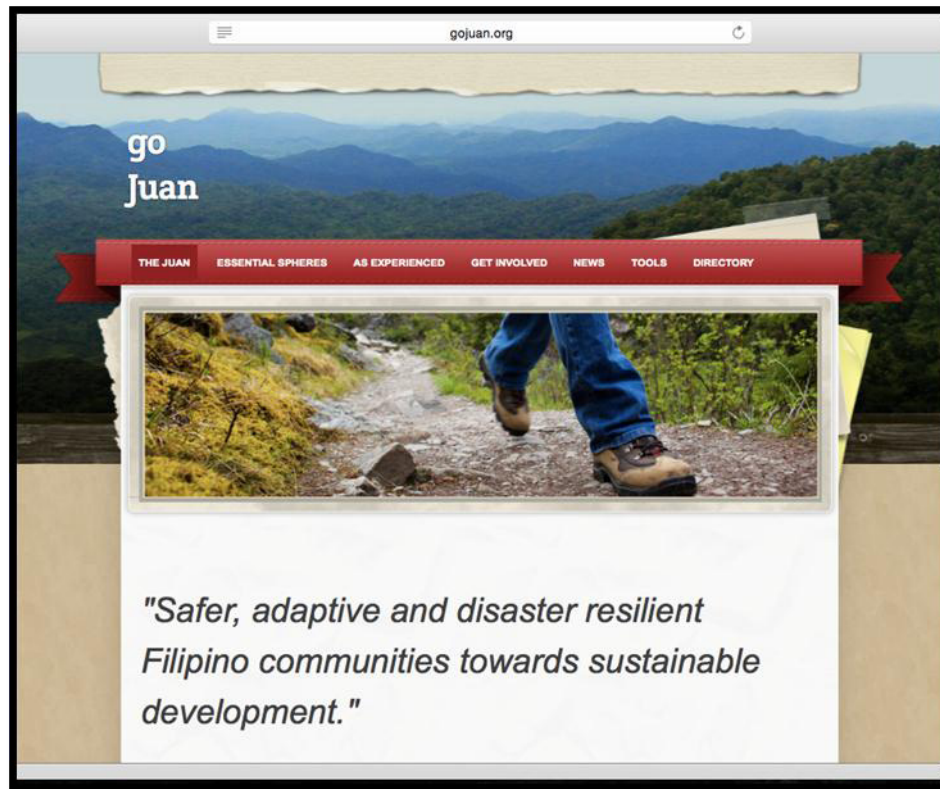 gojuan.org
go
Juan
THE JUAN ESSENTIAL SPHERES AS EXPERIENCED GET INVOLVED NEWS TOOLS DIRECTORY
"Safer, adaptive and disaster resilient
Filipino communities towards sustainable
development."